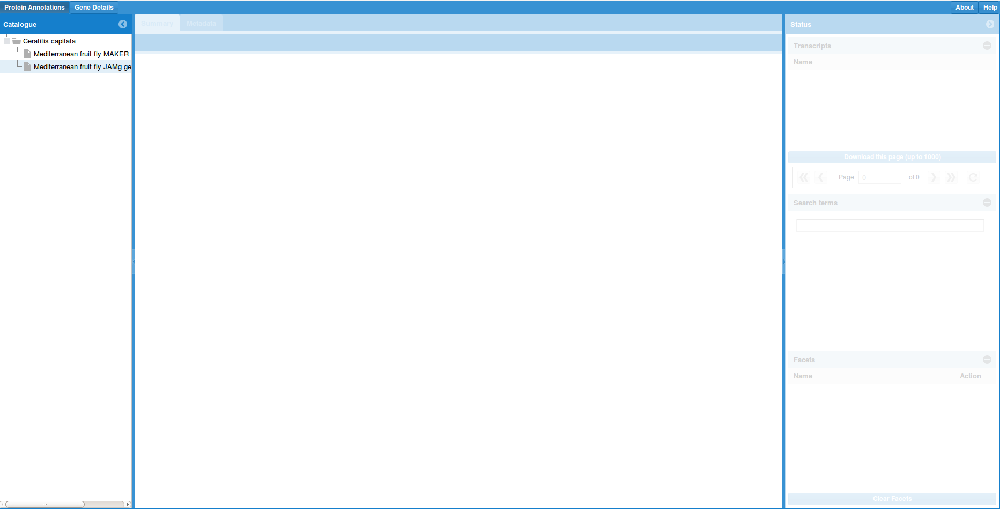 Protein Annotations Gene Details About Help
Catalogue
Ceratitis capitata
Mediterranean fruit fly MAKER
Mediterranean fruit fly JAMg ge
Summary Metadata
Status
Transcripts
Name
Download this page (up to 1000)
Page 0 of 0
Search terms
Facets
Name Action
Clear Facets